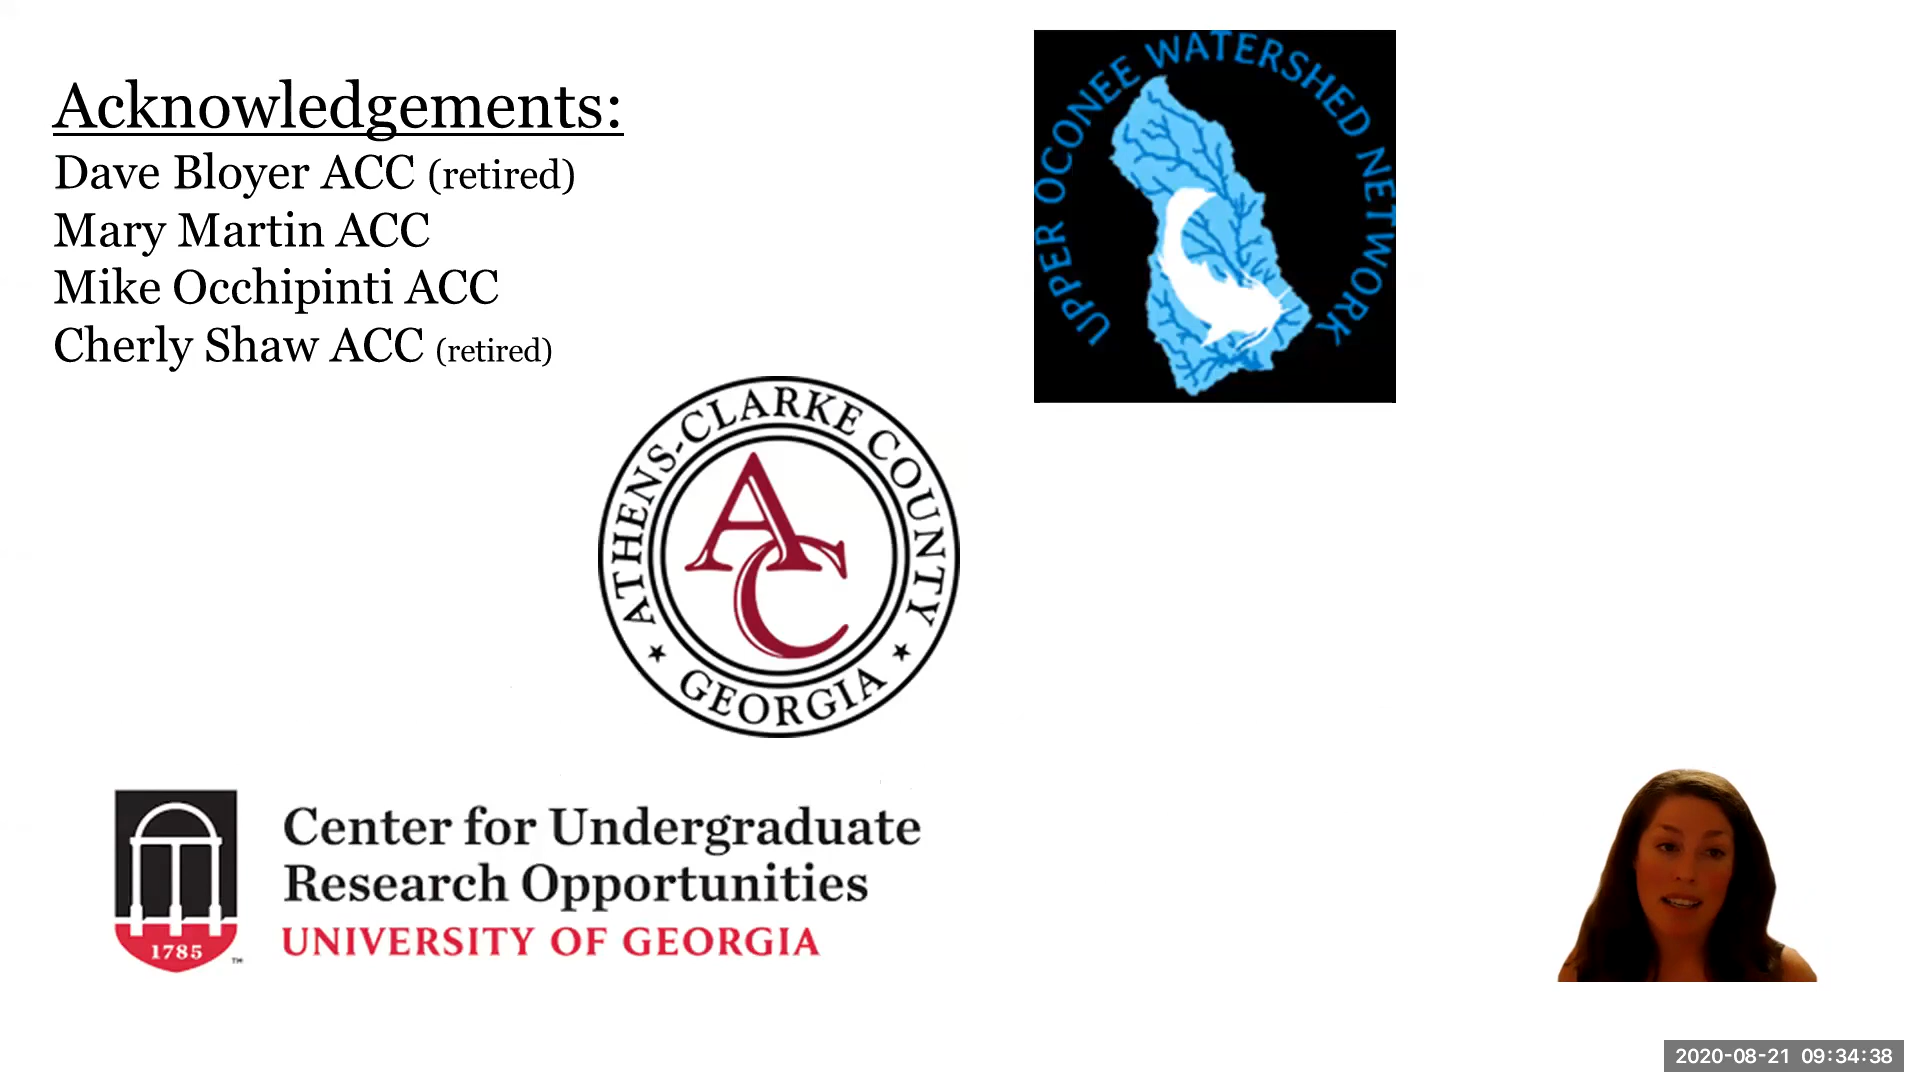 Acknowledgements:
Dave Bloyer ACC (retired)
Mary Martin ACC
Mike Occhipinti ACC
Cherly Shaw ACC (retired)
UPPER OCONEE WATERSHED NETWORK
ATHENS-CLARKE COUNTY
AC
★ GEORGIA ★
Center for Undergraduate
Research Opportunities
UNIVERSITY OF GEORGIA
1785
™
2020-08-21 09:34:38